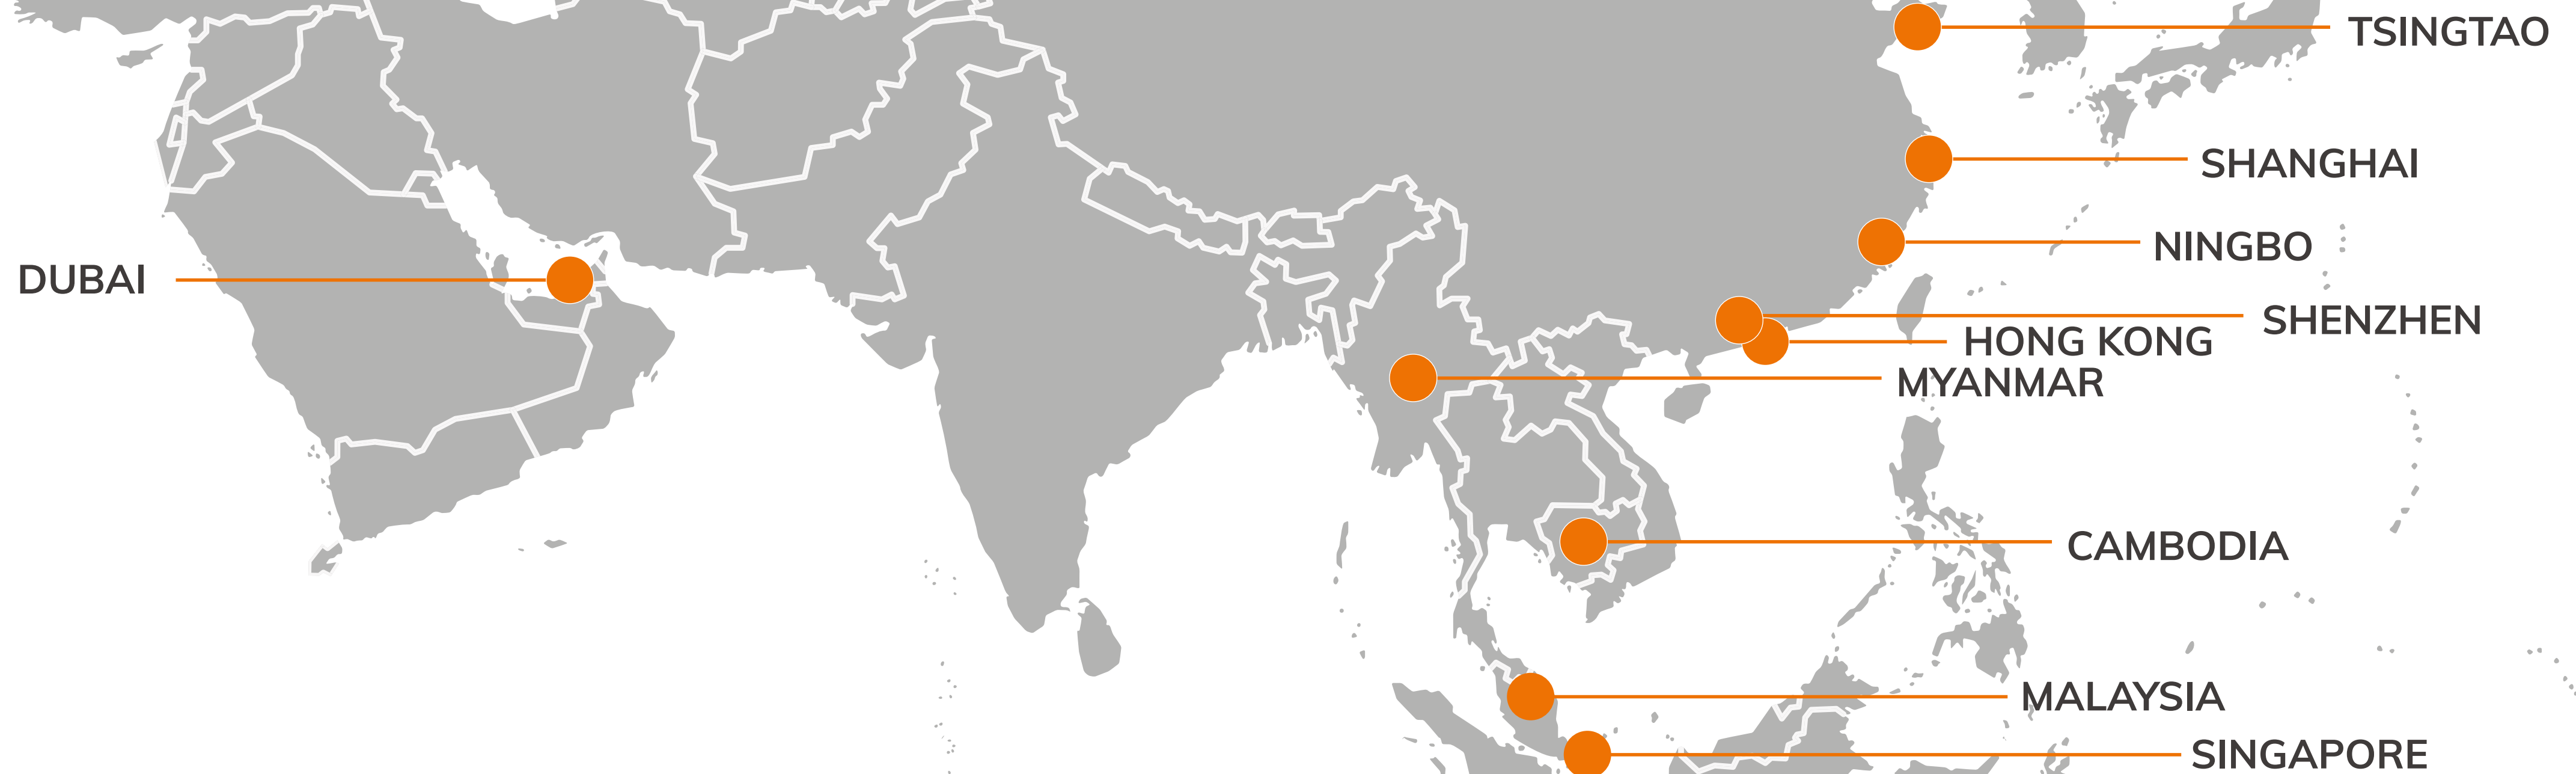 TSINGTAO
SHANGHAI
NINGBO
DUBAI
SHENZHEN
HONG KONG
MYANMAR
CAMBODIA
MALAYSIA
SINGAPORE